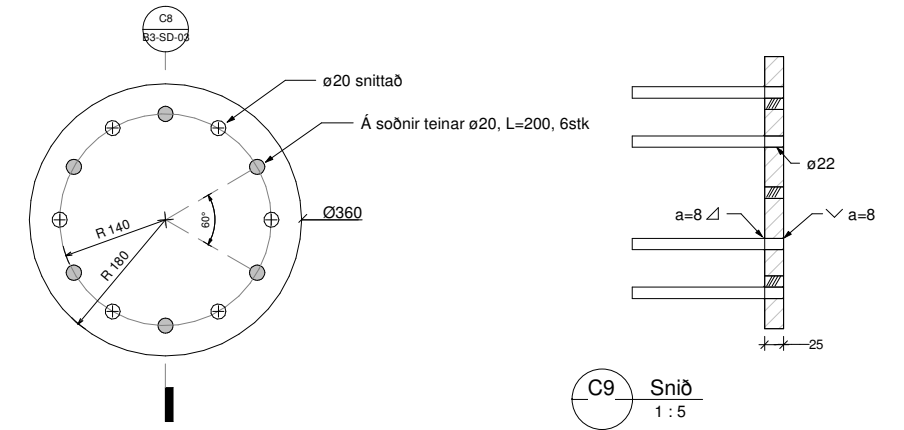 C8
B3-SD-03
ø20 snittað
Á soðnir teinar ø20, L=200, 6stk
Ø360
60°
R 140
R 180
ø22
a=8
a=8
25
C9
Snið
1 : 5